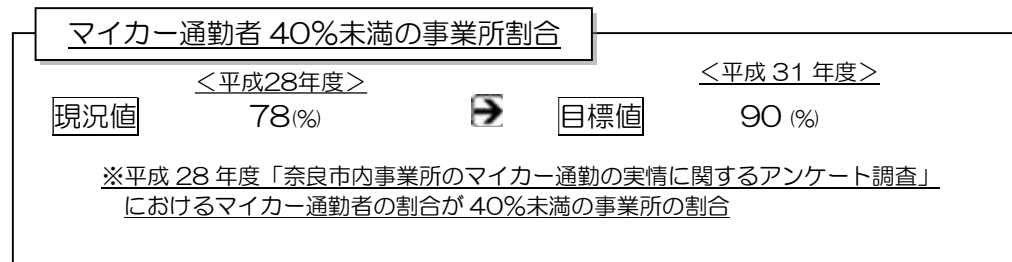 マイカー通勤者 40%未満の事業所割合
<平成28年度>
<平成 31 年度>
現況値 78(%) → 目標値 90 (%)
※平成 28 年度「奈良市内事業所のマイカー通勤の実情に関するアンケート調査」
におけるマイカー通勤者の割合が 40%未満の事業所の割合